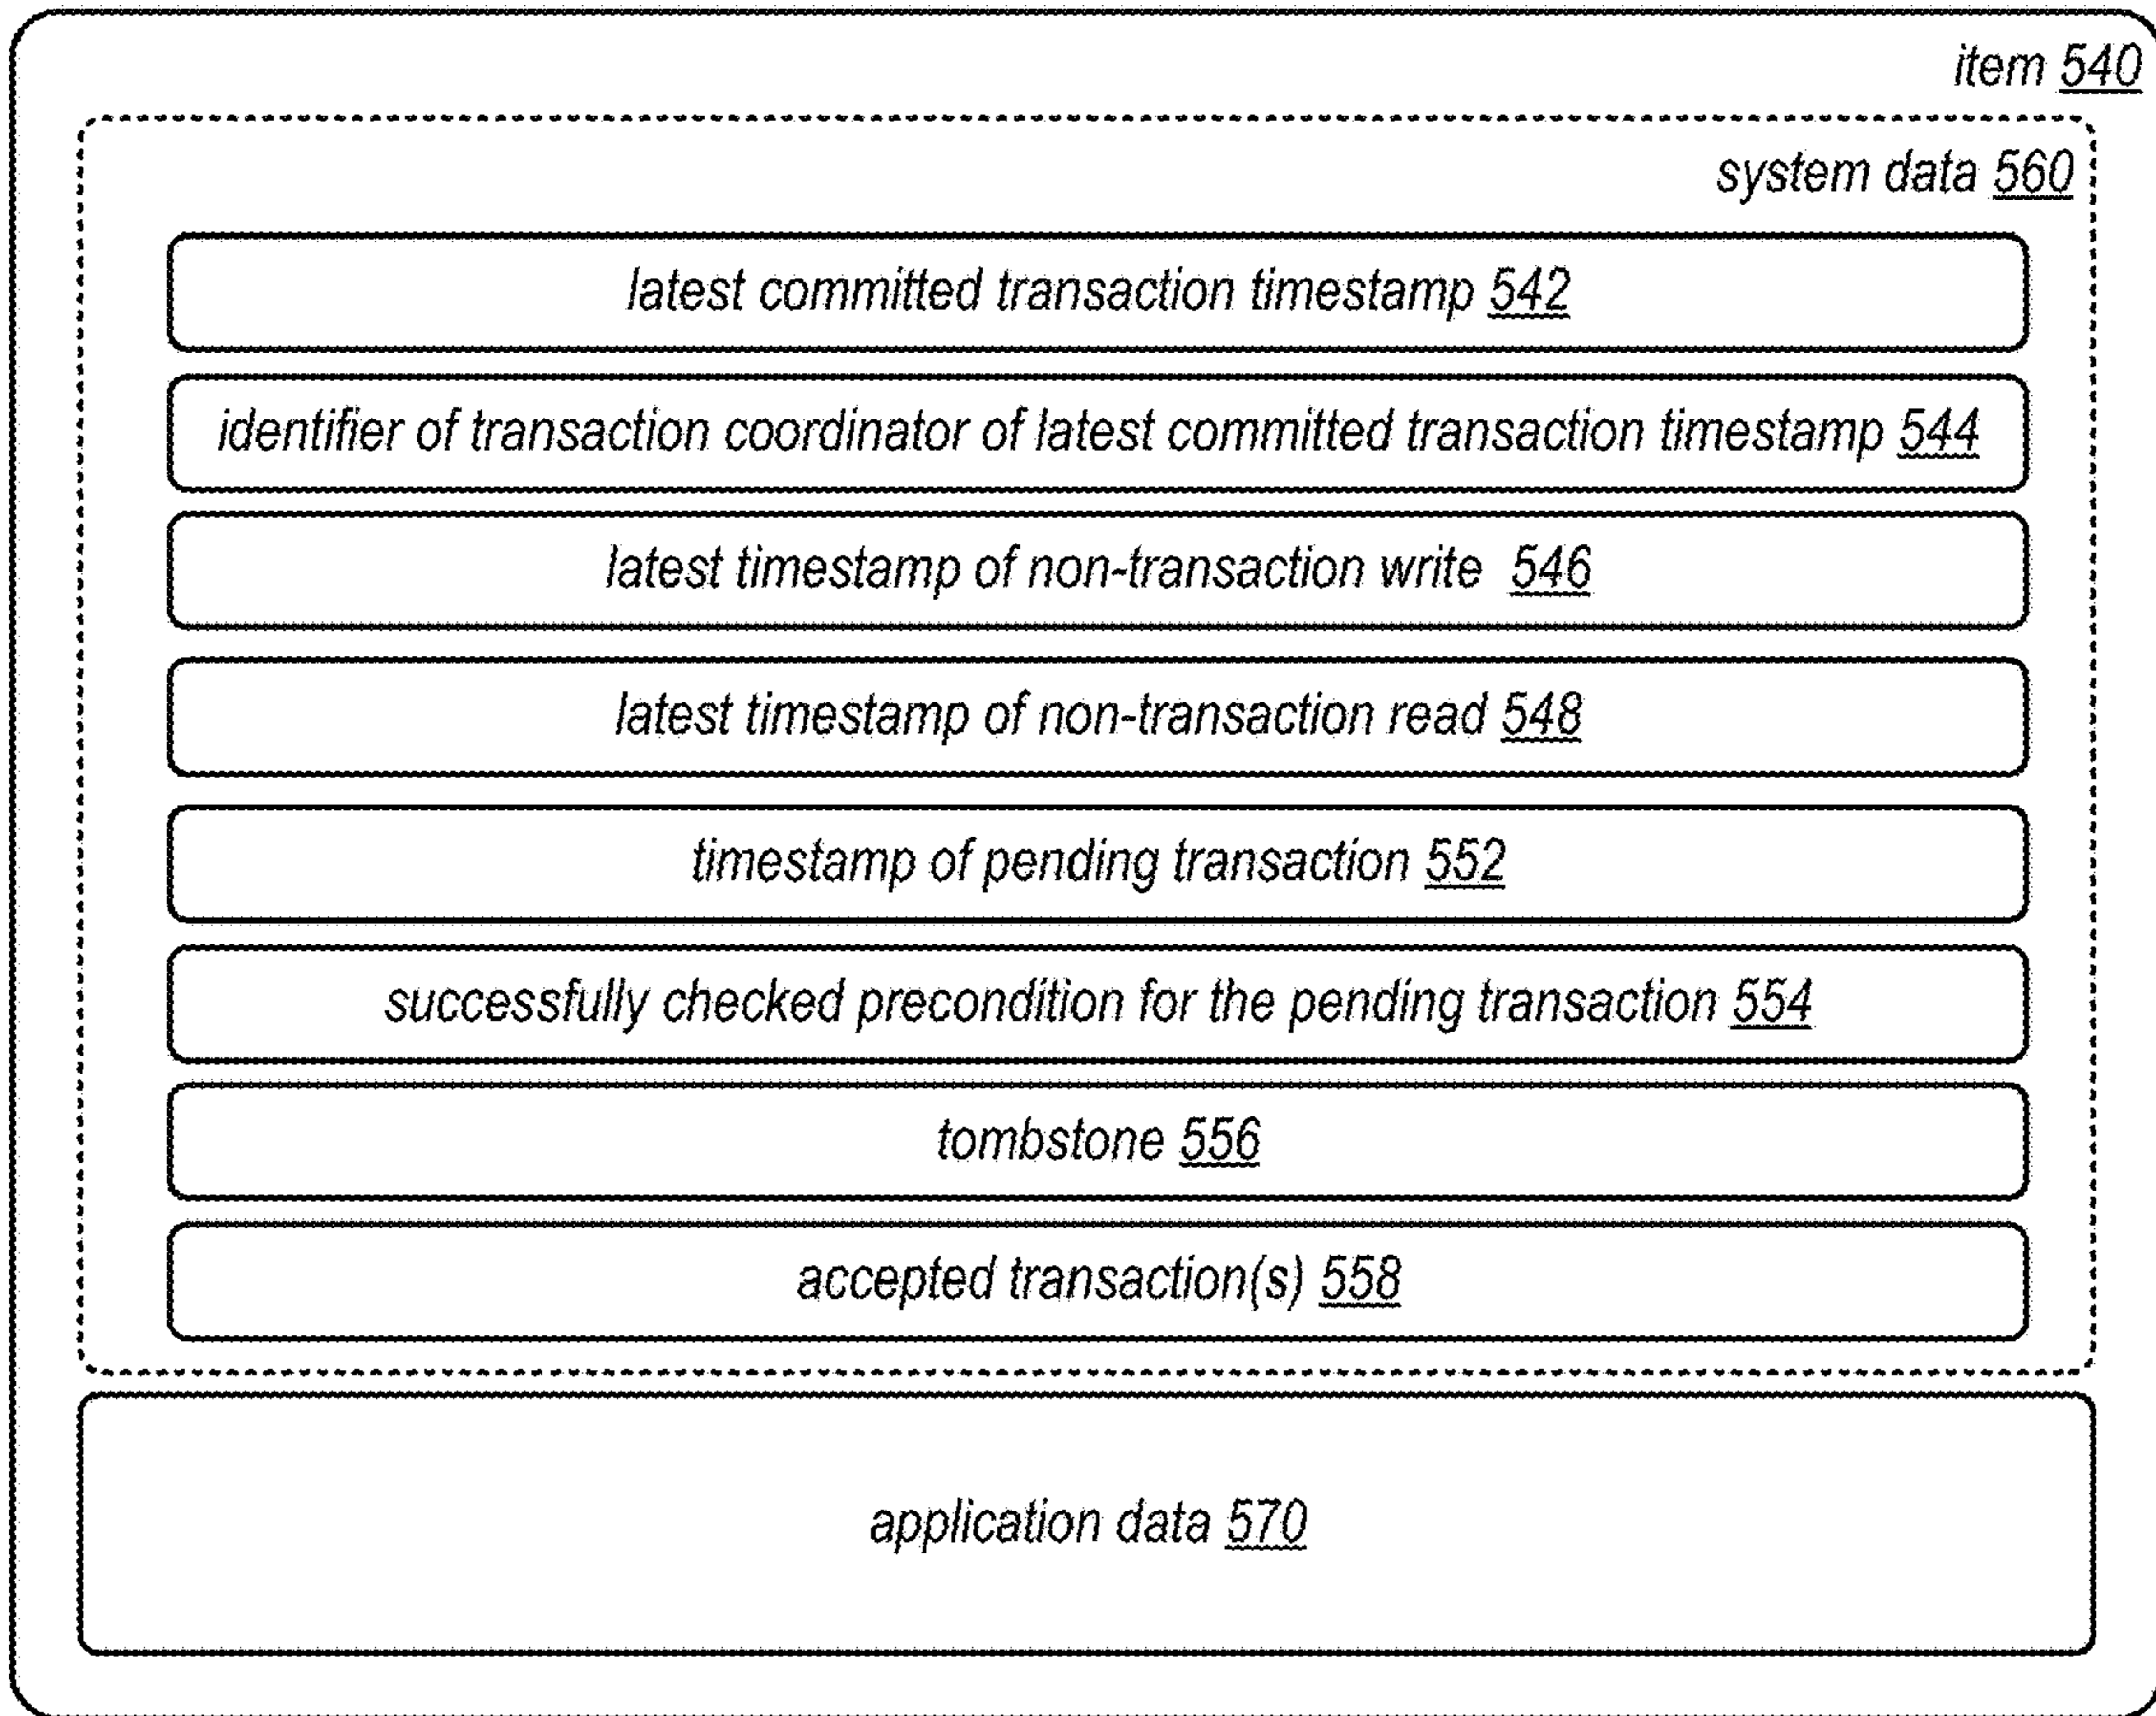 item 540
system data 560
latest committed transaction timestamp 542
identifier of transaction coordinator of latest committed transaction timestamp 544
latest timestamp of non-transaction write 546
latest timestamp of non-transaction read 548
timestamp of pending transaction 552
successfully checked precondition for the pending transaction 554
tombstone 556
accepted transaction(s) 558
application data 570